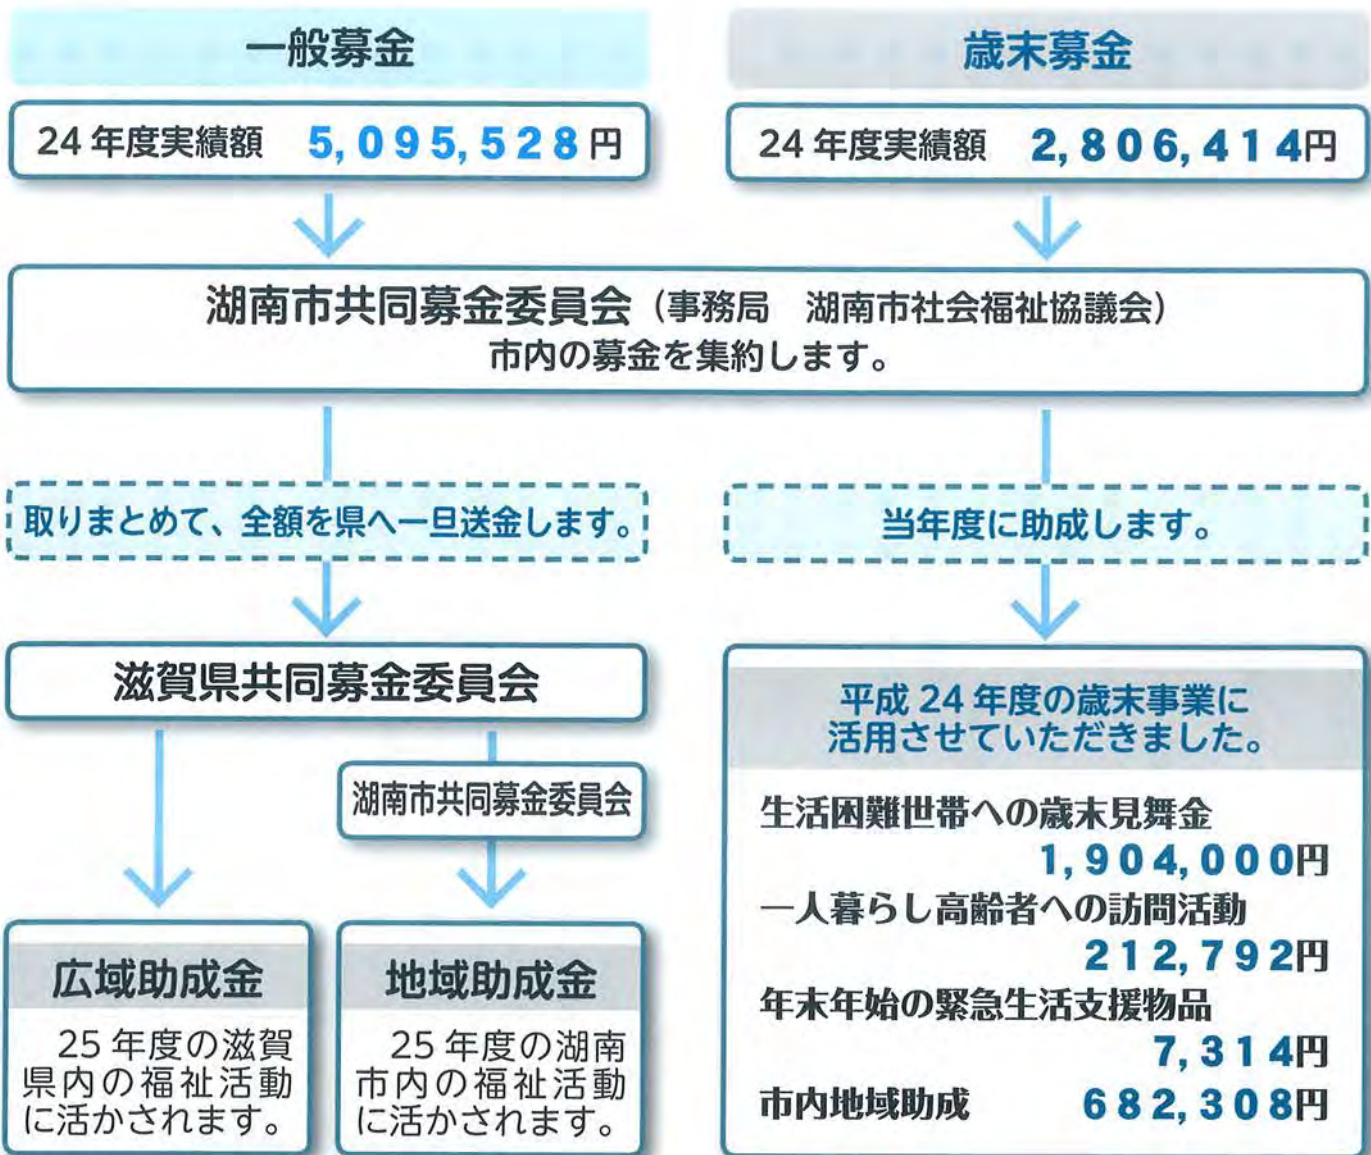 一般募金
24年度実績額 5,095,528円
歳末募金
24年度実績額 2,806,414円
湖南市共同募金委員会（事務局　湖南市社会福祉協議会）
市内の募金を集約します。
取りまとめて、全額を県へ一旦送金します。
当年度に助成します。
滋賀県共同募金委員会
湖南市共同募金委員会
広域助成金
25年度の滋賀
県内の福祉活動
に活かされます。
地域助成金
25年度の湖南
市内の福祉活動
に活かされます。
平成24年度の歳末事業に
活用させていただきました。
生活困難世帯への歳末見舞金
1,904,000円
一人暮らし高齢者への訪問活動
212,792円
年末年始の緊急生活支援物品
7,314円
市内地域助成 682,308円